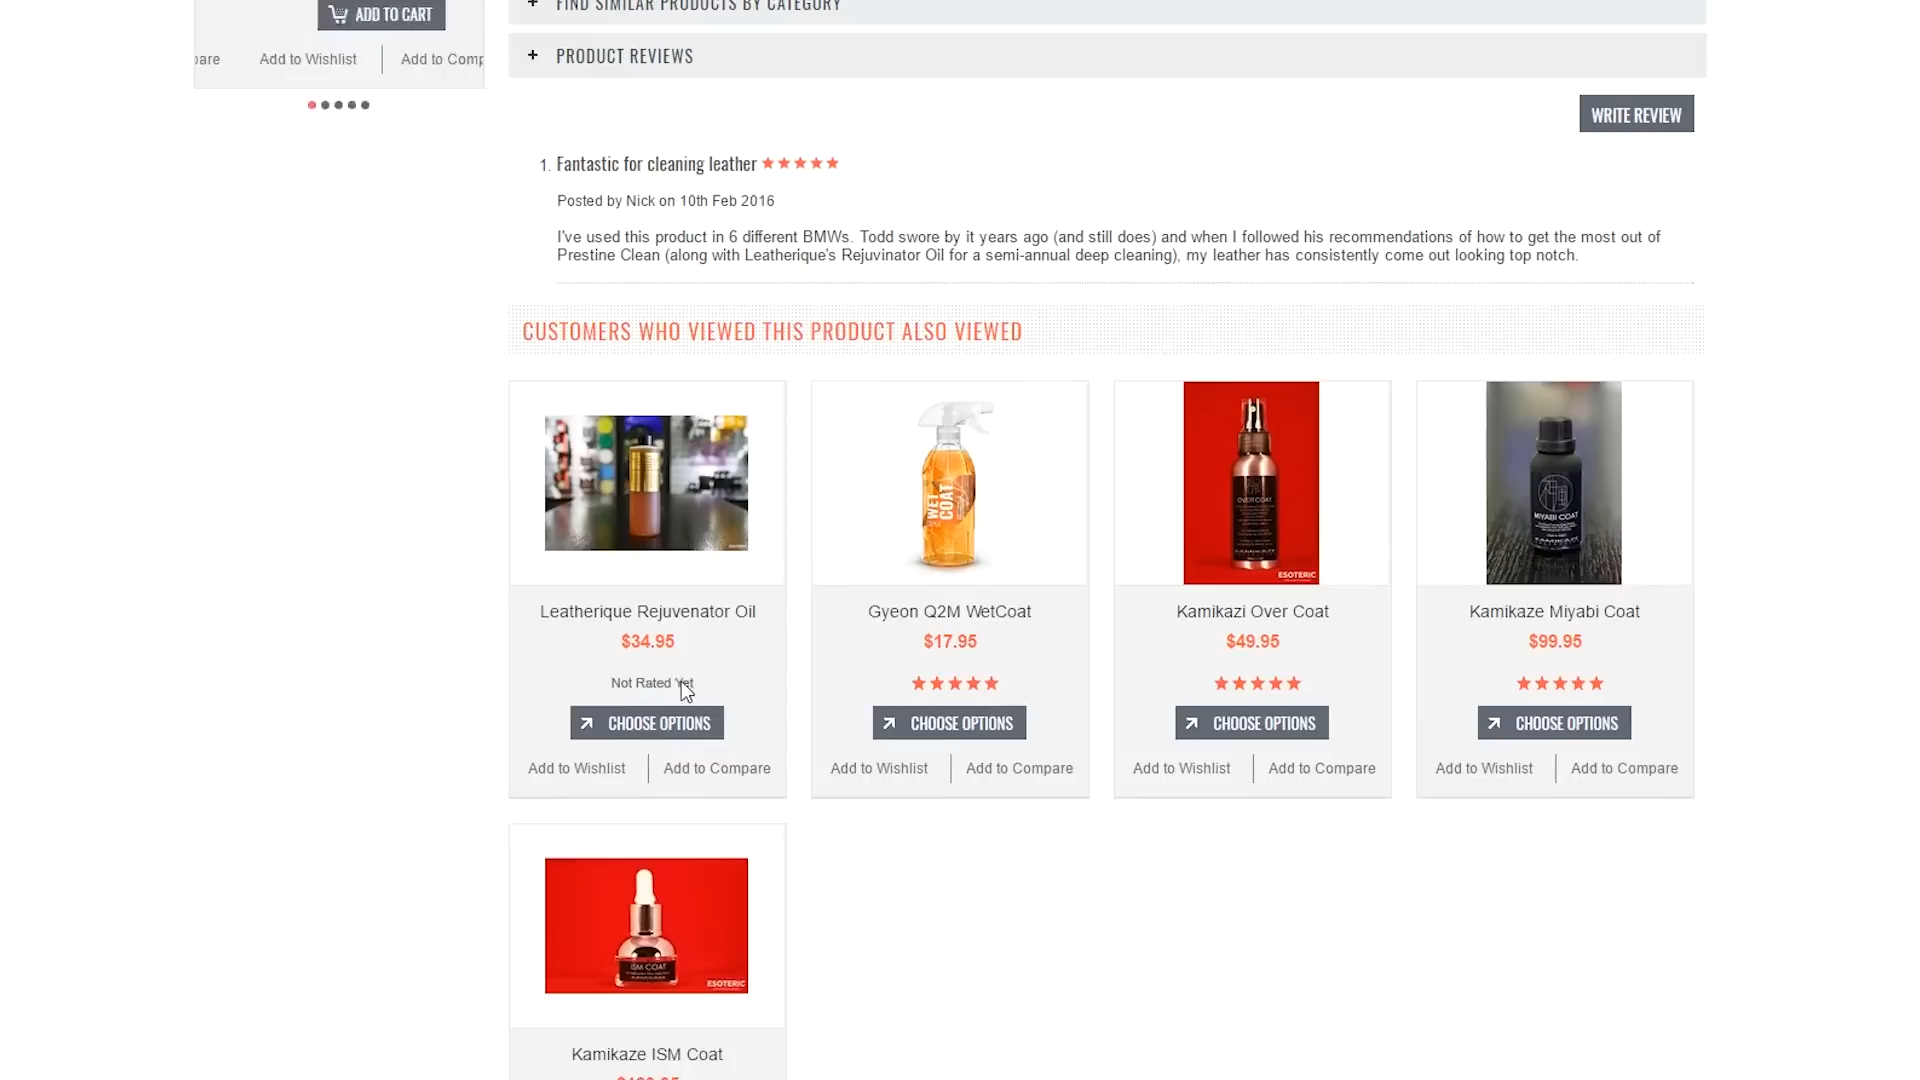 ADD TO CART
Add to Wishlist
FIND SIMILAR PRODUCTS BY CATEGORY
+ PRODUCT REVIEWS
WRITE REVIEW
1. Fantastic for cleaning leather
Posted by Nick on 10th Feb 2016
I've used this product in 6 different BMWs. Todd swore by it years ago (and still does) and when I followed his recommendations of how to get the most out of
Prestine Clean (along with Leatherique's Rejuvinator Oil for a semi-annual deep cleaning), my leather has consistently come out looking top notch.
CUSTOMERS WHO VIEWED THIS PRODUCT ALSO VIEWED
WET
COAT
OVER COAT
ESOTERIC
MIYABI COAT
Leatherique Rejuvenator Oil
$34.95
Not Rated Yet
CHOOSE OPTIONS
Add to Wishlist
Add to Compare
Gyeon Q2M WetCoat
$17.95
CHOOSE OPTIONS
Add to Wishlist
Add to Compare
Kamikazi Over Coat
$49.95
CHOOSE OPTIONS
Add to Wishlist
Add to Compare
Kamikaze Miyabi Coat
$99.95
CHOOSE OPTIONS
Add to Wishlist
Add to Compare
ISM COAT
ESOTERIC
Kamikaze ISM Coat